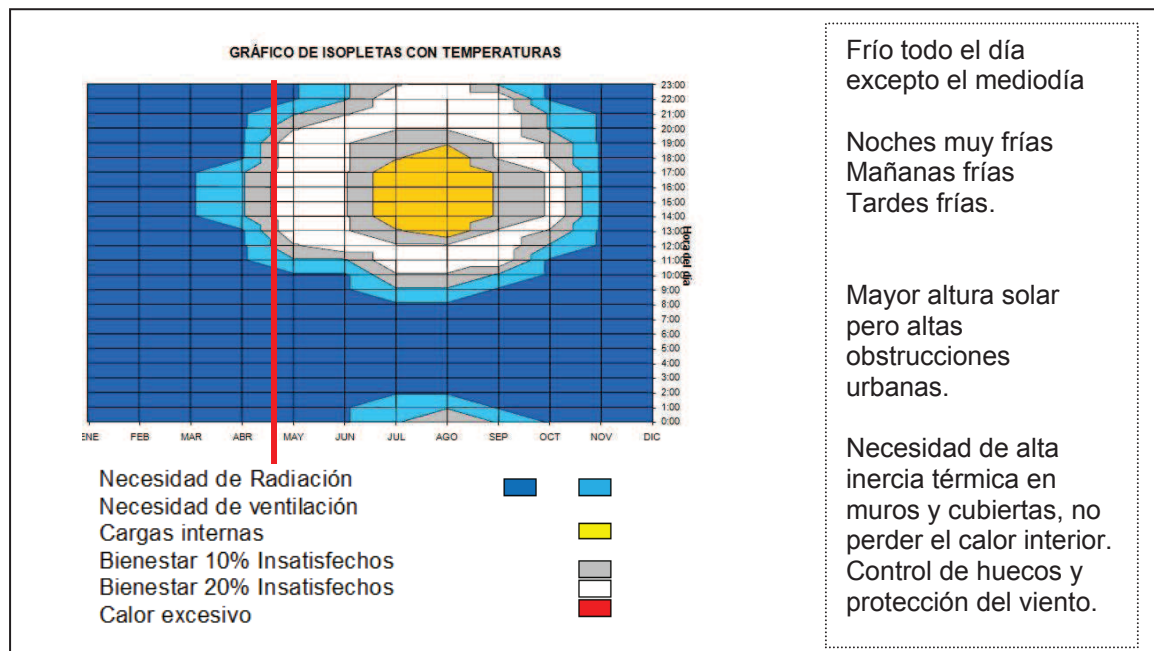 GRÁFICO DE ISOPLETAS CON TEMPERATURAS
23:00
22:00
21:00
20:00
19:00
18:00
17:00
16:00
15:00
14:00
13:00
12:00
11:00
10:00
9:00
8:00
7:00
6:00
5:00
4:00
3:00
2:00
1:00
0:00
Hora del día
ENE FEB MAR ABR MAY JUN JUL AGO SEP OCT NOV DIC
Necesidad de Radiación
Necesidad de ventilación
Cargas internas
Bienestar 10% Insatisfechos
Bienestar 20% Insatisfechos
Calor excesivo
Frío todo el día
excepto el mediodía
Noches muy frías
Mañanas frías
Tardes frías.
Mayor altura solar
pero altas
obstrucciones
urbanas.
Necesidad de alta
inercia térmica en
muros y cubiertas, no
perder el calor interior.
Control de huecos y
protección del viento.